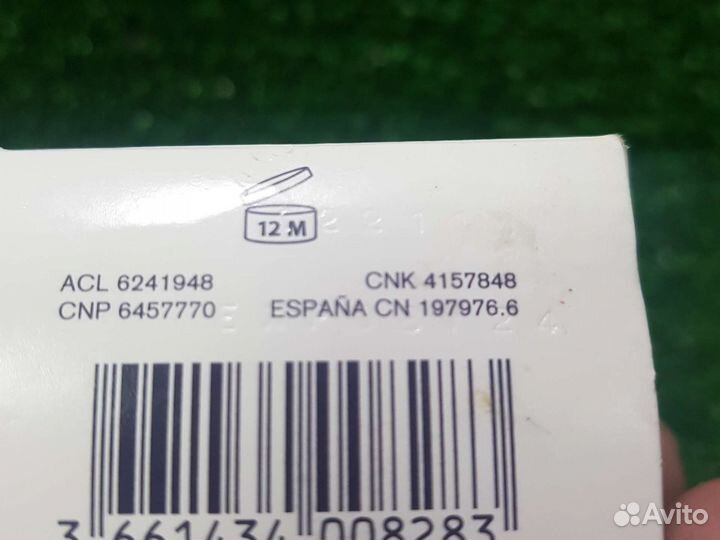 12 M
ACL 6241948 CNK 4157848
CNP 6457770 ESPAÑA CN 197976.6
3 661434 008283
Avito